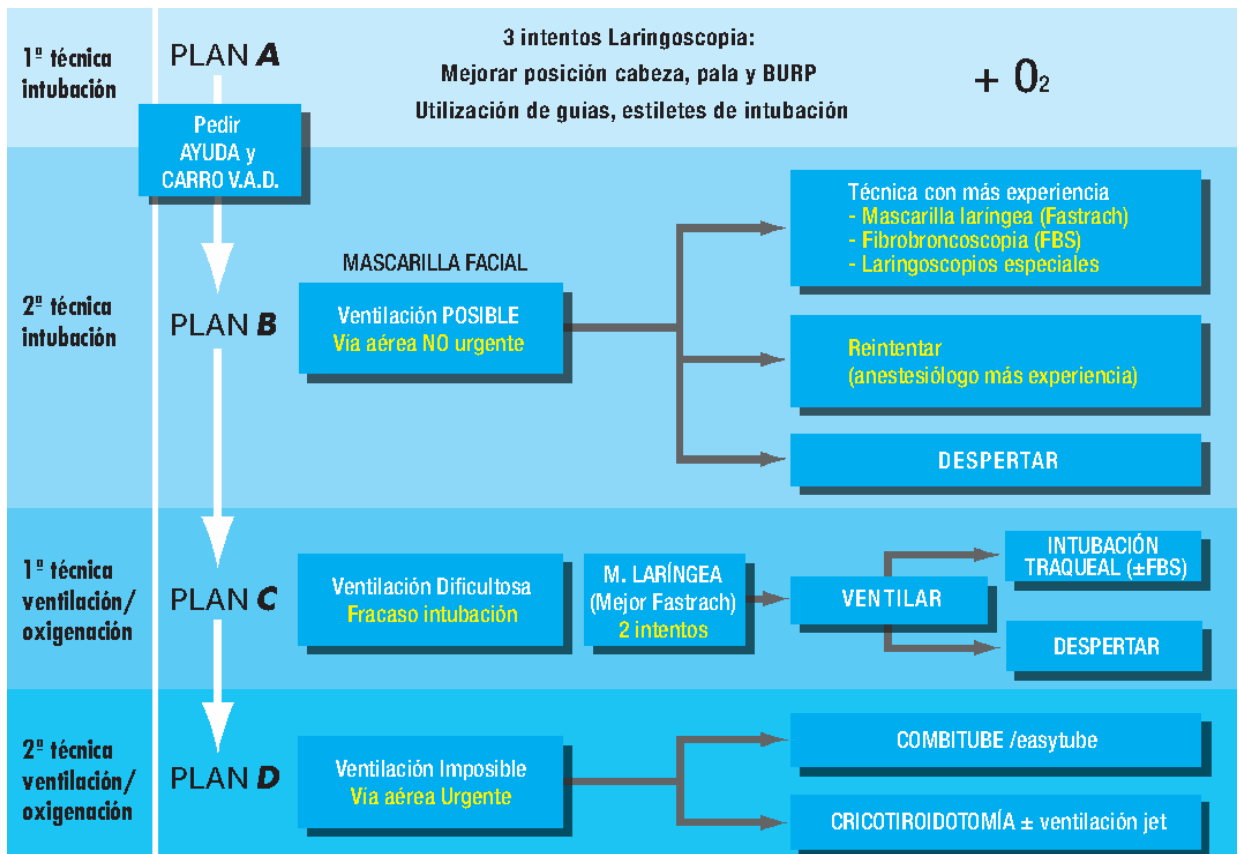 1ª técnica
intubación
PLAN A
3 intentos Laringoscopia:
Mejorar posición cabeza, pala y BURP
Utilización de guías, estiletes de intubación
+ O2
Pedir
AYUDA y
CARRO V.A.D.
2ª técnica
intubación
PLAN B
MASCARILLA FACIAL
Ventilación POSIBLE
Via aérea NO urgente
Técnica con más experiencia
- Mascarilla laríngea (Fastrach)
- Fibrobroncoscopia (FBS)
- Laringoscopios especiales
Reintentar
(anestesiólogo más experiencia)
DESPERTAR
1ª técnica
ventilación/
oxigenación
PLAN C
Ventilación Dificultosa
Fracaso intubación
M. LARÍNGEA
(Mejor Fastrach)
2 intentos
VENTILAR
INTUBACIÓN
TRAQUEAL (±FBS)
DESPERTAR
2ª técnica
ventilación/
oxigenación
PLAN D
Ventilación Imposible
Via aérea Urgente
COMBITUBE /easytube
CRICOTIROIDOTOMÍA ± ventilación jet